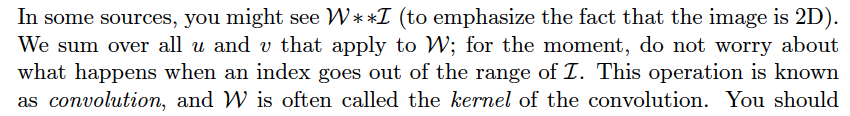 In some sources, you might see 𝒲 ∗∗ℐ (to emphasize the fact that the image is 2D).
We sum over all u and v that apply to 𝒲; for the moment, do not worry about
what happens when an index goes out of the range of ℐ. This operation is known
as convolution, and 𝒲 is often called the kernel of the convolution. You should